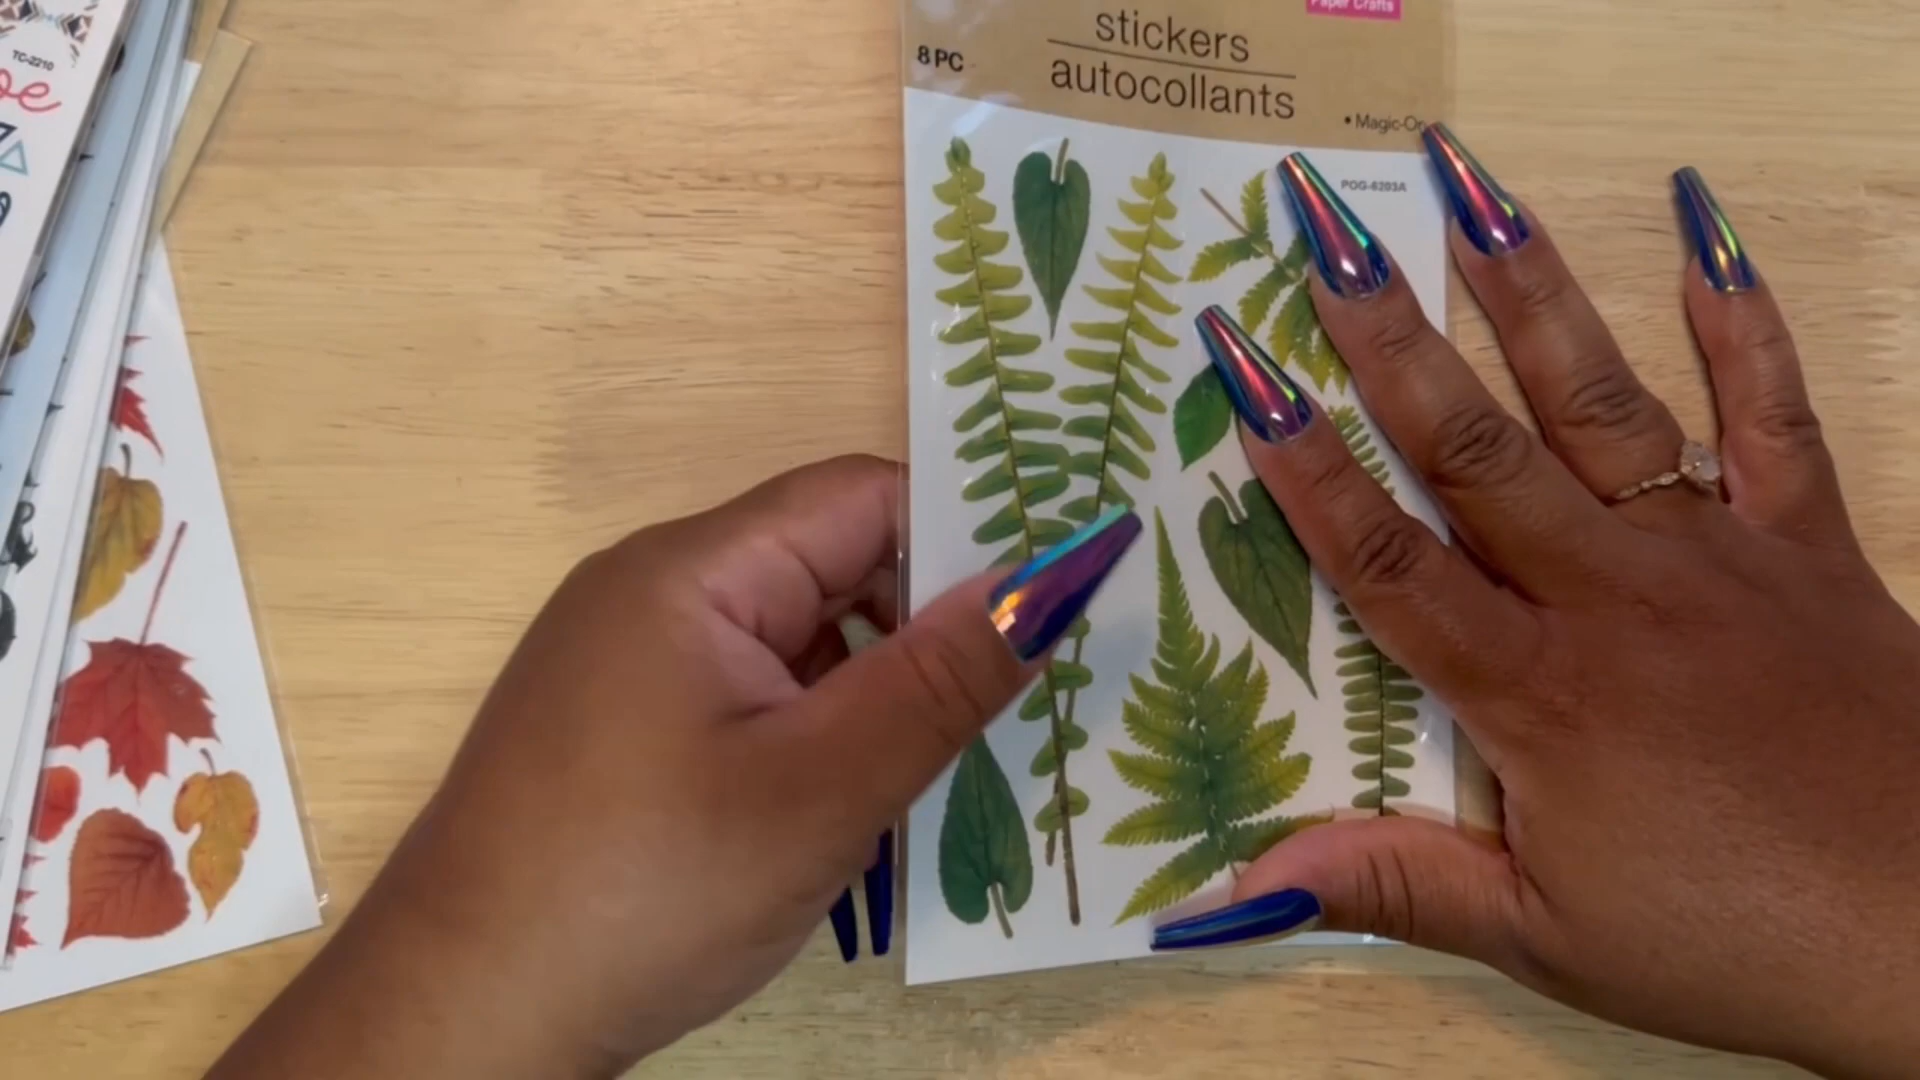 Paper Crafts
stickers
8 PC
autocollants
• Magic-On
POG-6203A
TC-2210